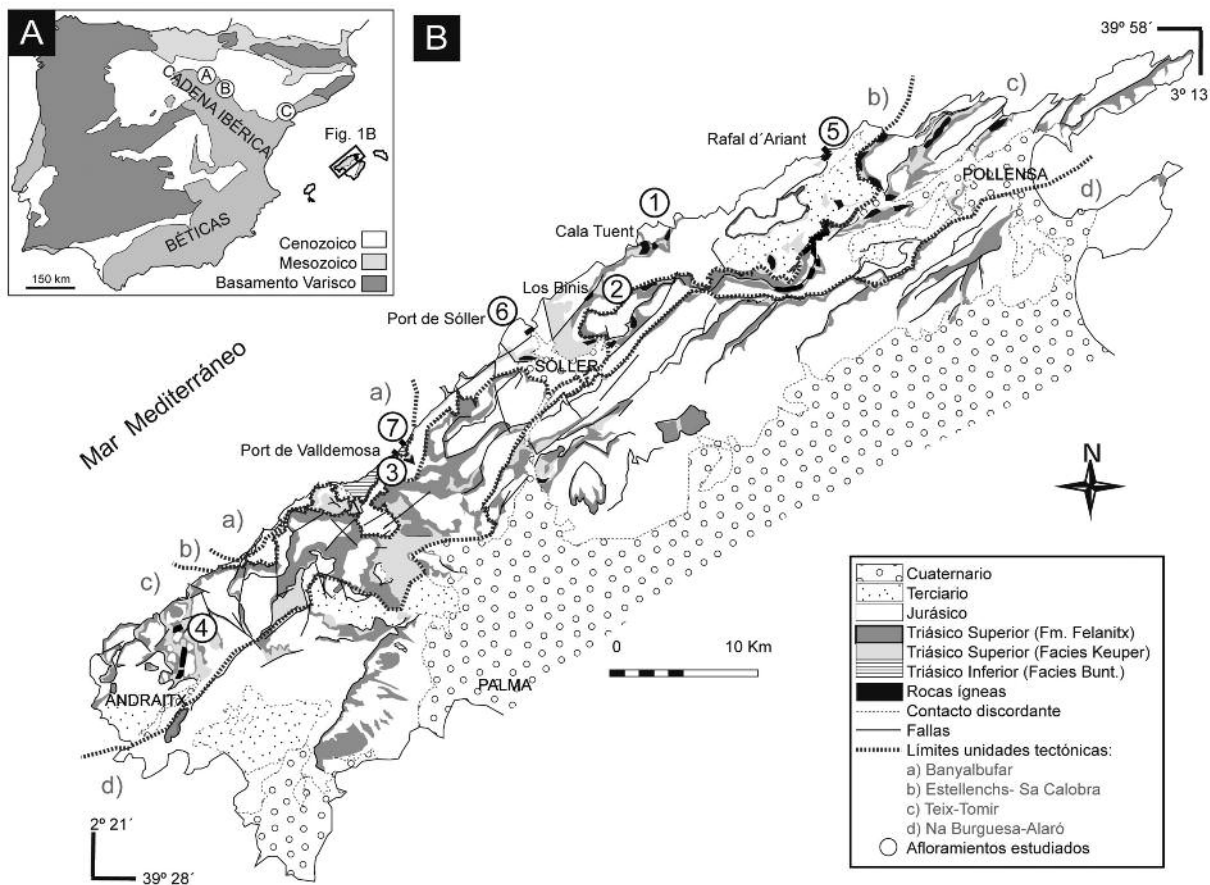 A
A
B
C
CADENA IBÉRICA
BÉTICAS
Fig. 1B
Cenozoico
Mesozoico
Basamento Varisco
150 km
B
39º 58´
3º 13
c)
b)
5
Rafal d´Ariant
POLLENSA
d)
1
Cala Tuent
Los Binis
2
6
Port de Sóller
SÓLLER
Mar Mediterráneo
a)
7
Port de Valldemosa
3
N
a)
b)
c)
4
ANDRAITX
PALMA
0 10 Km
d)
2º 21´
39º 28´
Cuaternario
Terciario
Jurásico
Triásico Superior (Fm. Felanitx)
Triásico Superior (Facies Keuper)
Triásico Inferior (Facies Bunt.)
Rocas ígneas
Contacto discordante
Fallas
Límites unidades tectónicas:
a) Banyalbufar
b) Estellenchs- Sa Calobra
c) Teix-Tomir
d) Na Burguesa-Alaró
Afloramientos estudiados